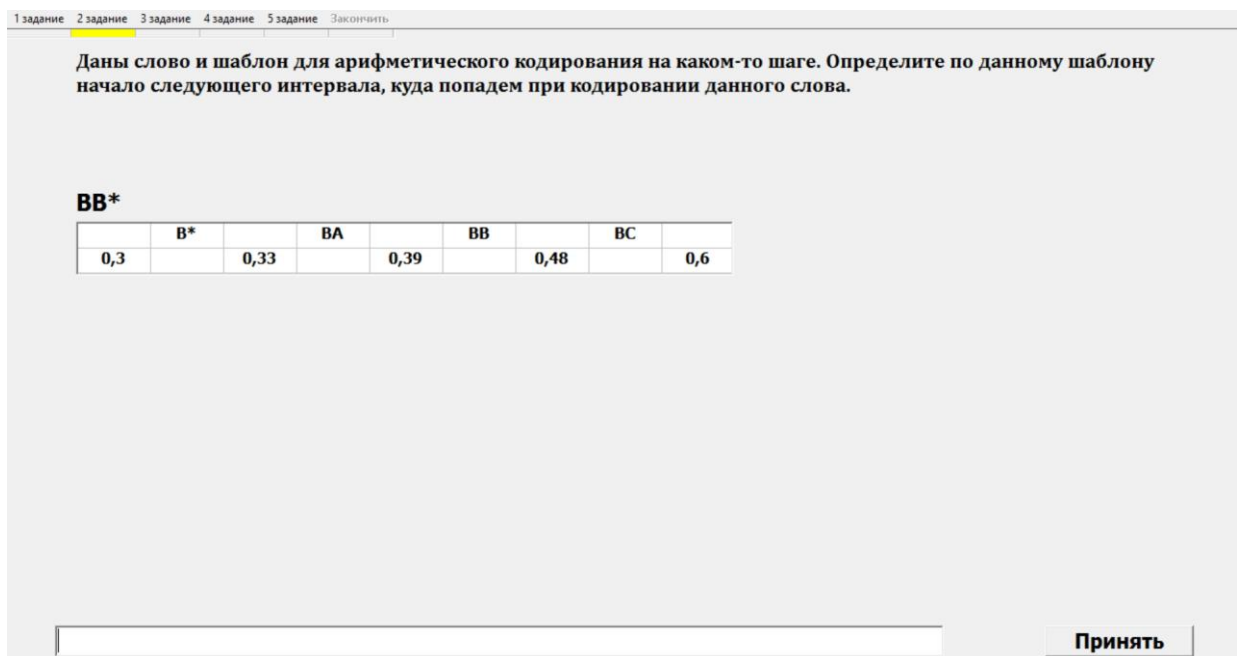 1 задание 2 задание 3 задание 4 задание 5 задание Закончить
Даны слово и шаблон для арифметического кодирования на каком-то шаге. Определите по данному шаблону
начало следующего интервала, куда попадем при кодировании данного слова.
BB*
B* BA BB BC
0,3 0,33 0,39 0,48 0,6
Принять